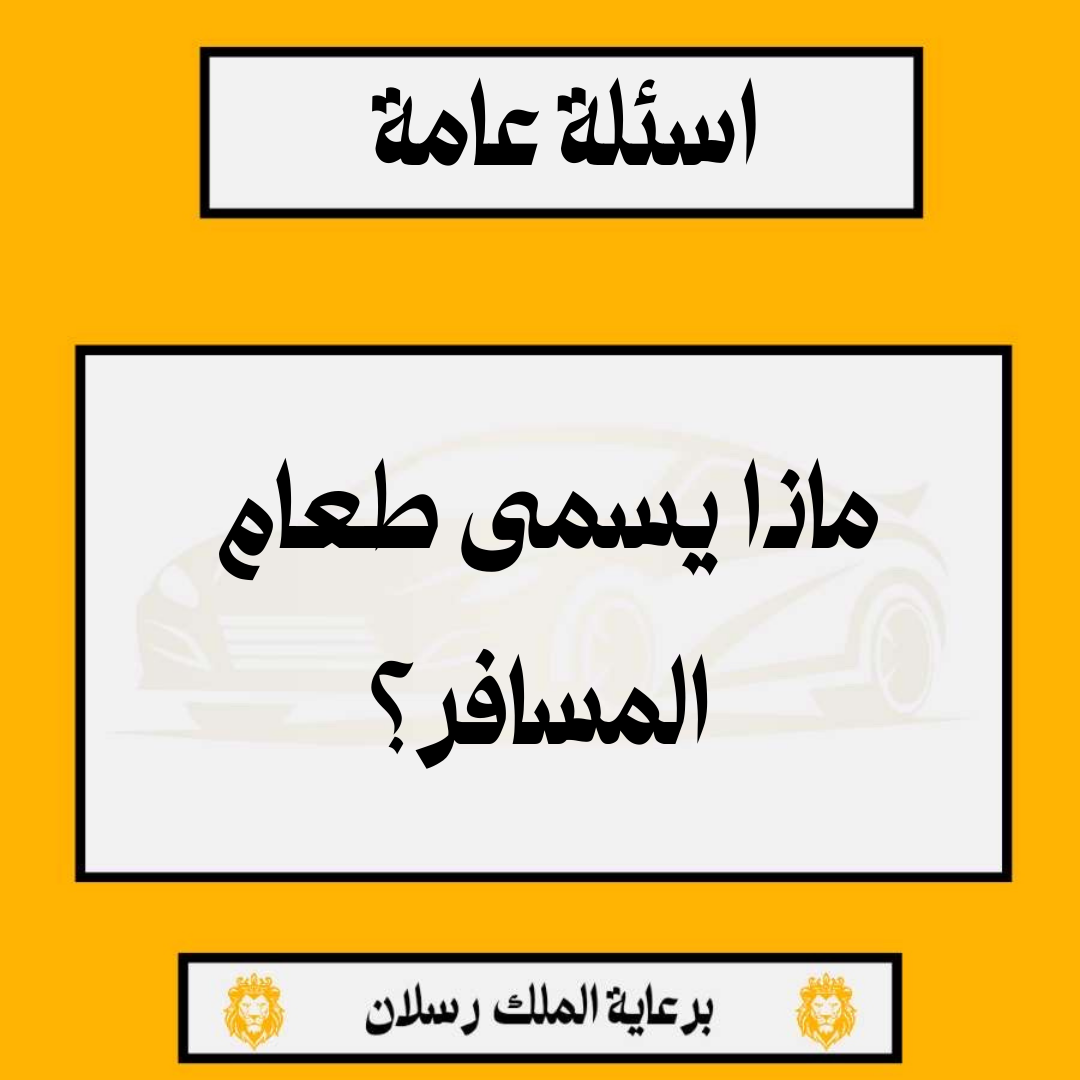 اسئلة عامة
ماذا يسمى طعام
المسافر؟
برعاية الملك رسلان